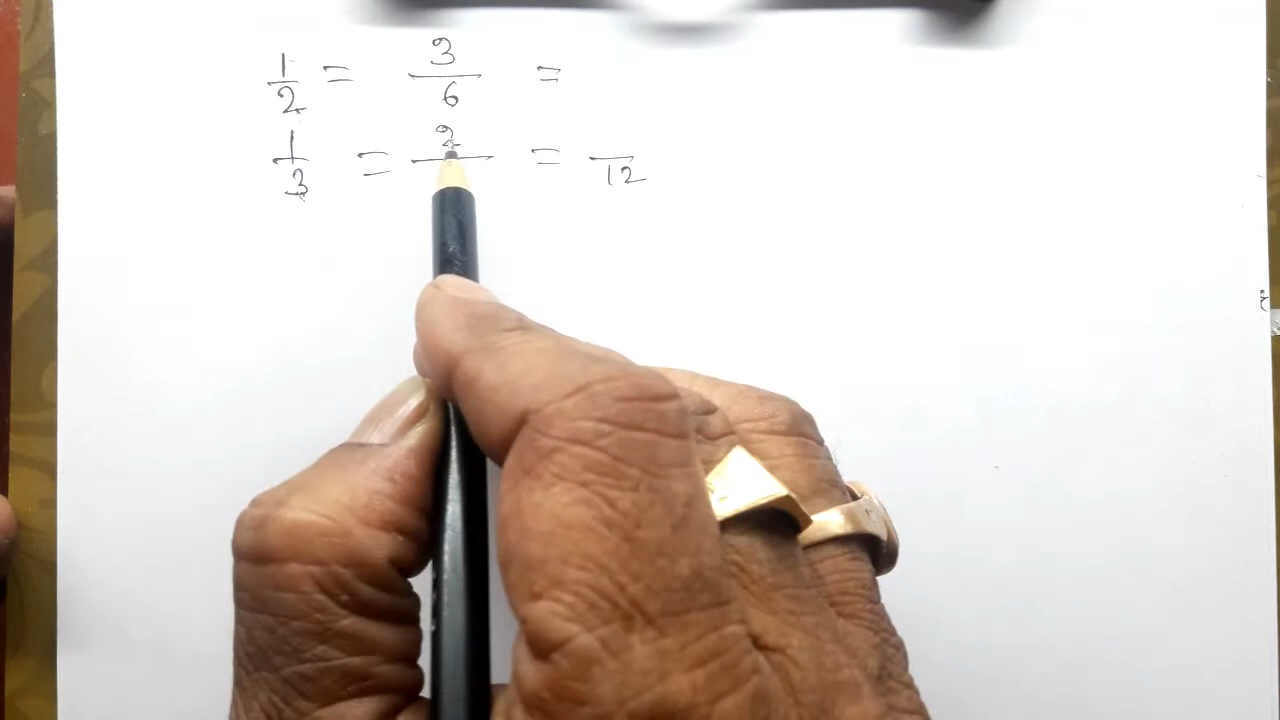 1/2 = 3/6 =
1/3 = 2/ = /12